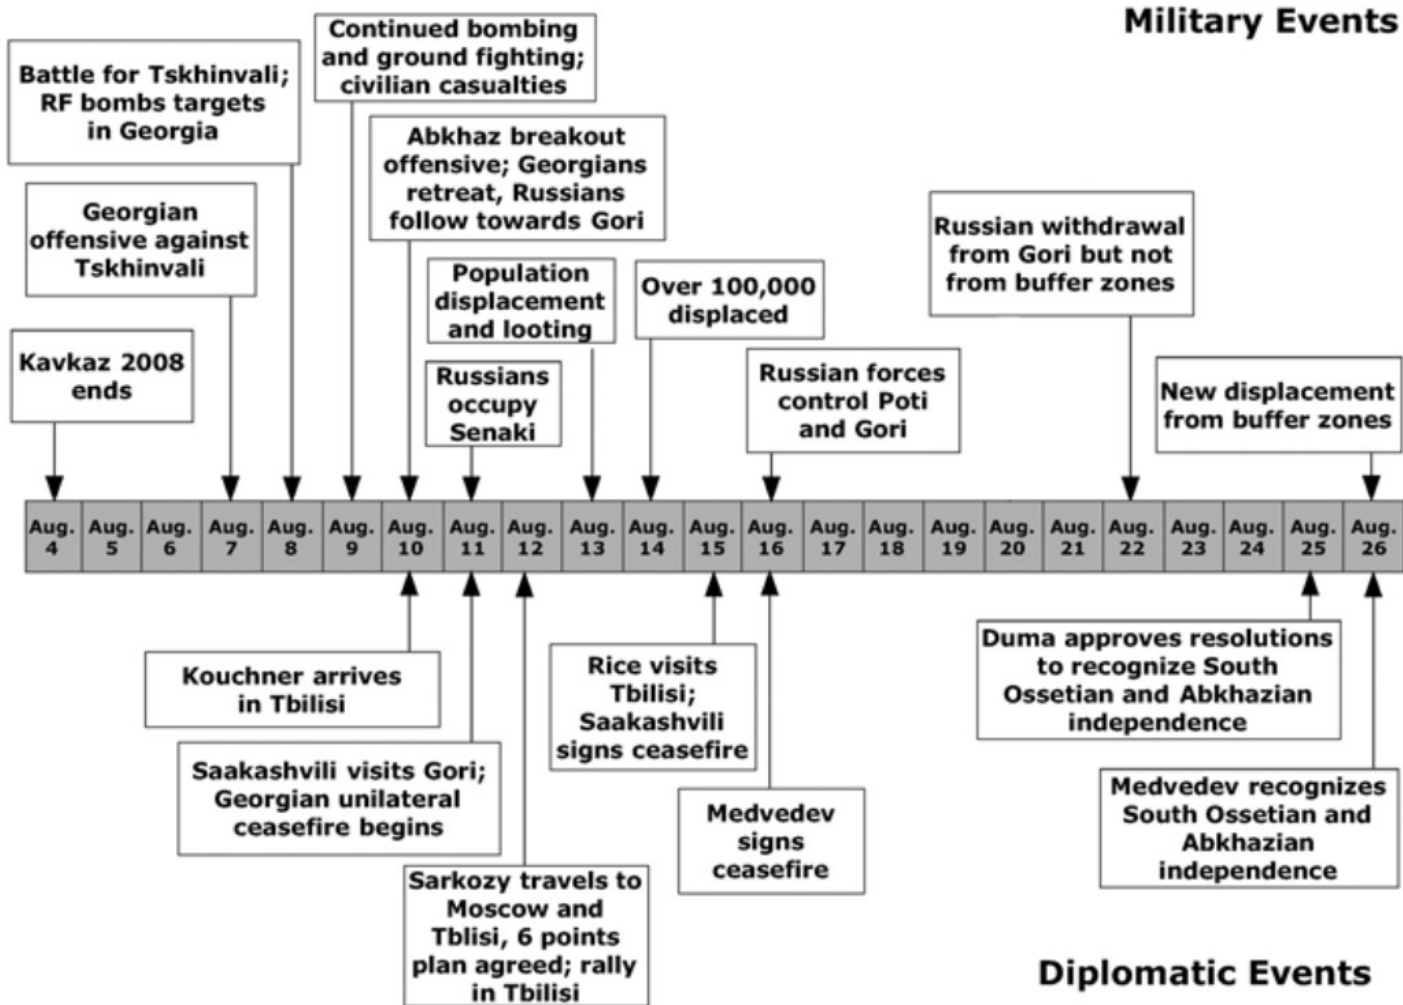 Military Events
Continued bombing
and ground fighting;
civilian casualties
Battle for Tskhinvali;
RF bombs targets
in Georgia
Abkhaz breakout
offensive; Georgians
retreat, Russians
follow towards Gori
Georgian
offensive against
Tskhinvali
Russian withdrawal
from Gori but not
from buffer zones
Population
displacement
and looting
Over 100,000
displaced
Kavkaz 2008
ends
Russians
occupy
Senaki
Russian forces
control Poti
and Gori
New displacement
from buffer zones
Aug. Aug. Aug. Aug. Aug. Aug. Aug. Aug. Aug. Aug. Aug. Aug. Aug. Aug. Aug. Aug. Aug. Aug. Aug. Aug. Aug. Aug. Aug.
4 5 6 7 8 9 10 11 12 13 14 15 16 17 18 19 20 21 22 23 24 25 26
Kouchner arrives
in Tbilisi
Rice visits
Tbilisi;
Saakashvili
signs ceasefire
Duma approves resolutions
to recognize South
Ossetian and Abkhazian
independence
Saakashvili visits Gori;
Georgian unilateral
ceasefire begins
Medvedev
signs
ceasefire
Medvedev recognizes
South Ossetian and
Abkhazian
independence
Sarkozy travels to
Moscow and
Tblisi, 6 points
plan agreed; rally
in Tbilisi
Diplomatic Events